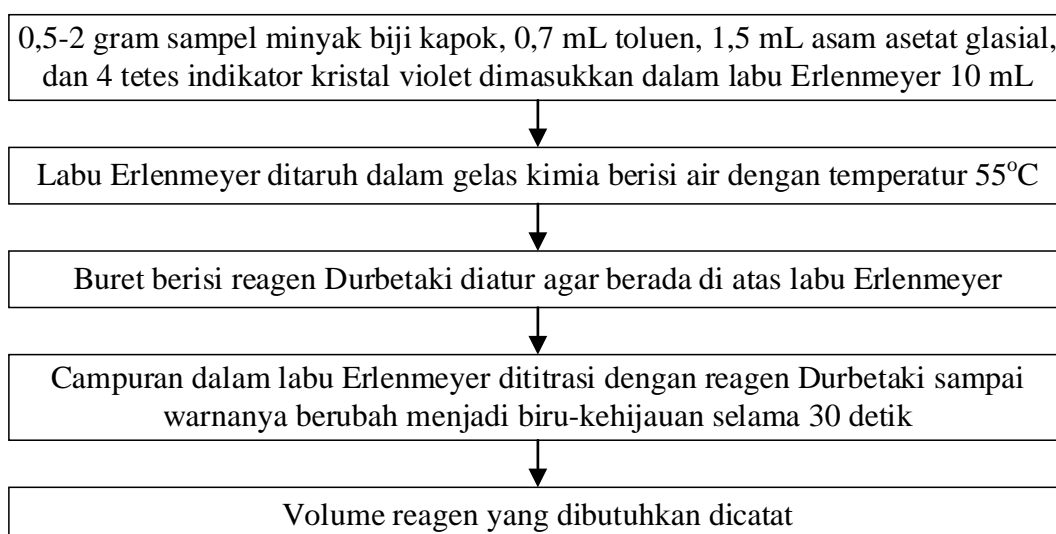 0,5-2 gram sampel minyak biji kapok, 0,7 mL toluen, 1,5 mL asam asetat glasial,
dan 4 tetes indikator kristal violet dimasukkan dalam labu Erlenmeyer 10 mL
Labu Erlenmeyer ditaruh dalam gelas kimia berisi air dengan temperatur 55°C
Buret berisi reagen Durbetaki diatur agar berada di atas labu Erlenmeyer
Campuran dalam labu Erlenmeyer dititrasi dengan reagen Durbetaki sampai
warnanya berubah menjadi biru-kehijauan selama 30 detik
Volume reagen yang dibutuhkan dicatat